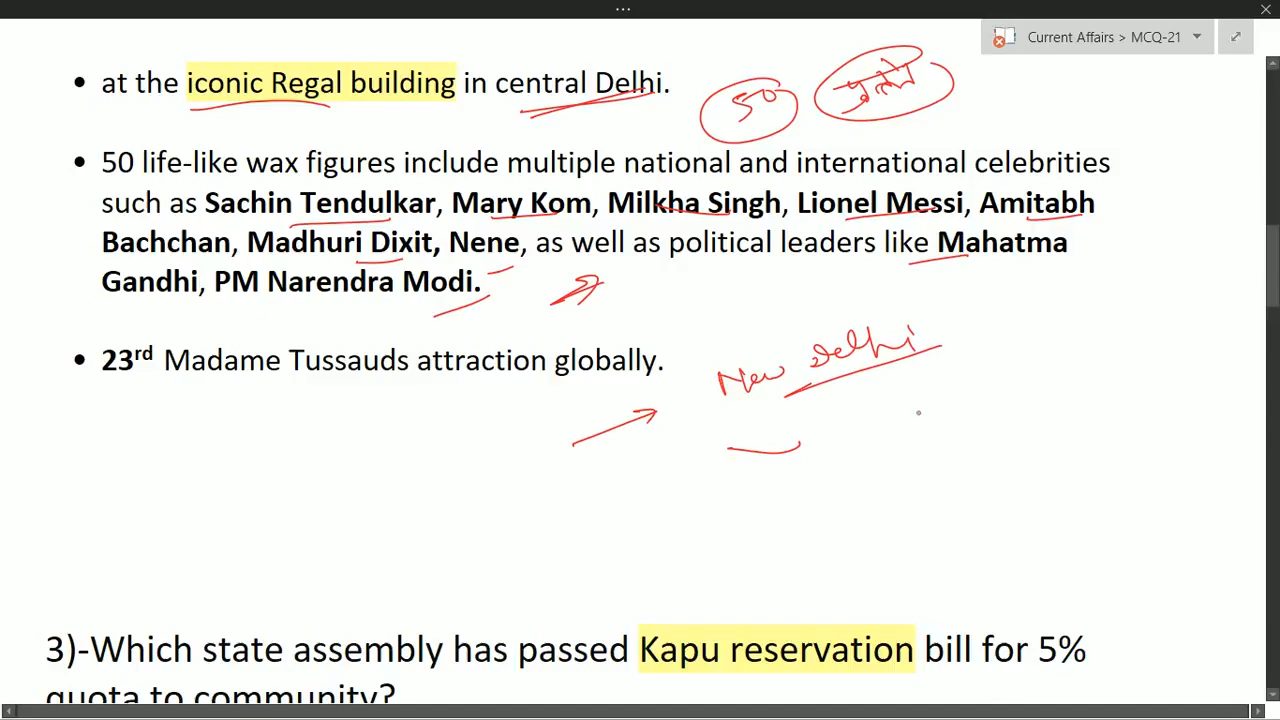 Current Affairs > MCQ-21
• at the iconic Regal building in central Delhi.
50 पुतले
• 50 life-like wax figures include multiple national and international celebrities
such as Sachin Tendulkar, Mary Kom, Milkha Singh, Lionel Messi, Amitabh
Bachchan, Madhuri Dixit, Nene, as well as political leaders like Mahatma
Gandhi, PM Narendra Modi.
• 23rd Madame Tussauds attraction globally.
New Delhi
3)-Which state assembly has passed Kapu reservation bill for 5%
quota to community?